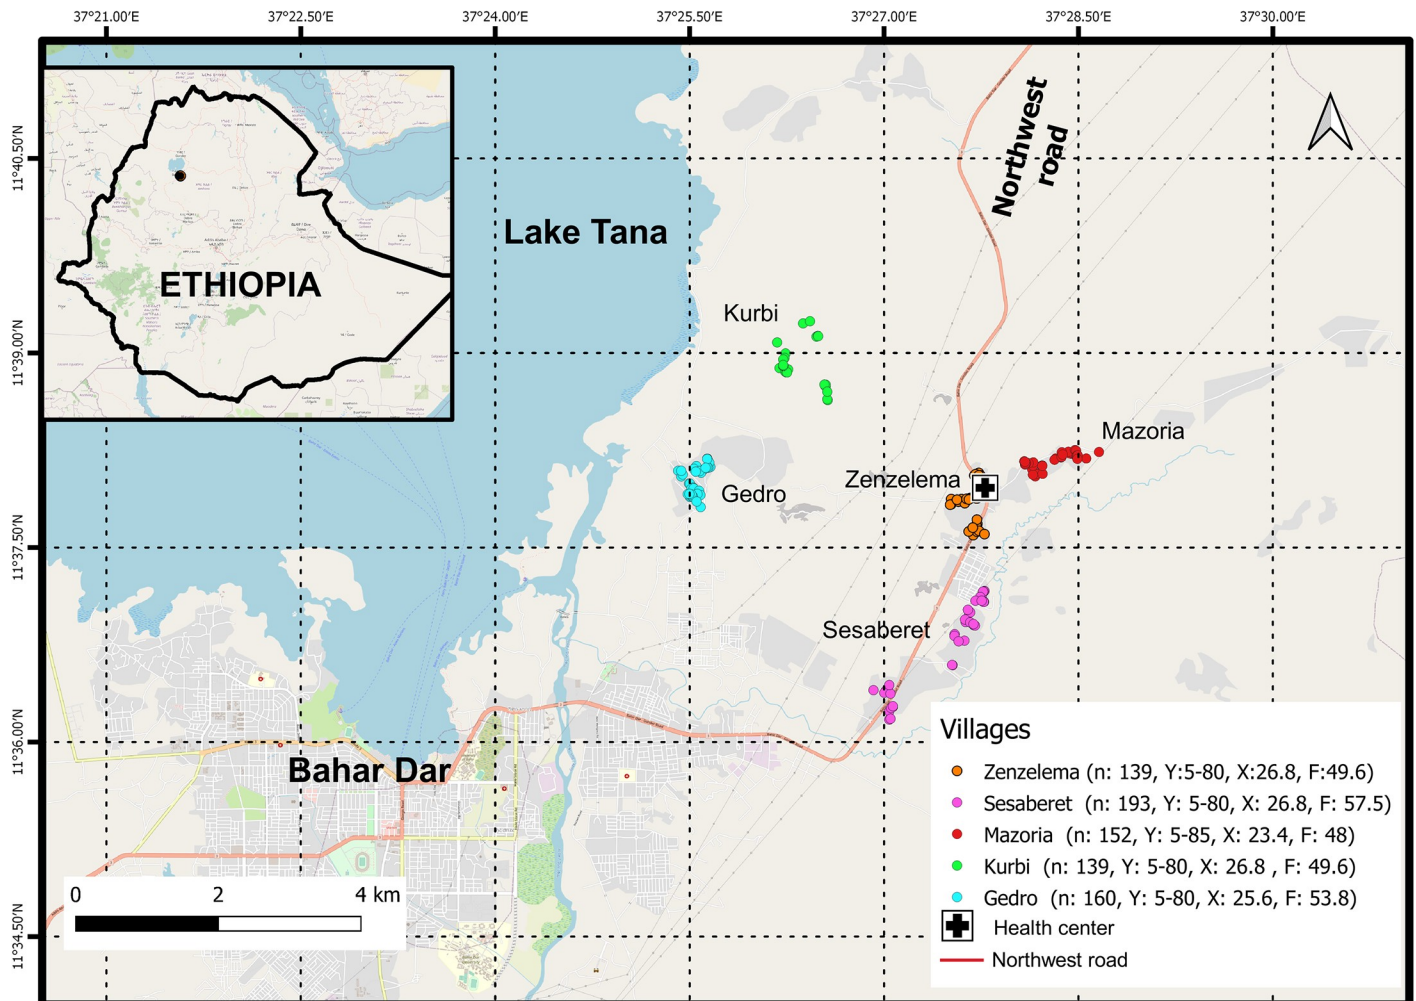 37°21.00'E 37°22.50'E 37°24.00'E 37°25.50'E 37°27.00'E 37°28.50'E 37°30.00'E
11°40.50'N
11°39.00'N
11°37.50'N
11°36.00'N
11°34.50'N
ETHIOPIA
Lake Tana
Northwest
road
Kurbi
Mazoria
Zenzelema
Gedro
Sesaberet
Bahar Dar
0 2 4 km
Villages
Zenzelema (n: 139, Y:5-80, X:26.8, F:49.6)
Sesaberet (n: 193, Y: 5-80, X: 26.8, F: 57.5)
Mazoria (n: 152, Y: 5-85, X: 23.4, F: 48)
Kurbi (n: 139, Y: 5-80, X: 26.8 , F: 49.6)
Gedro (n: 160, Y: 5-80, X: 25.6, F: 53.8)
Health center
Northwest road